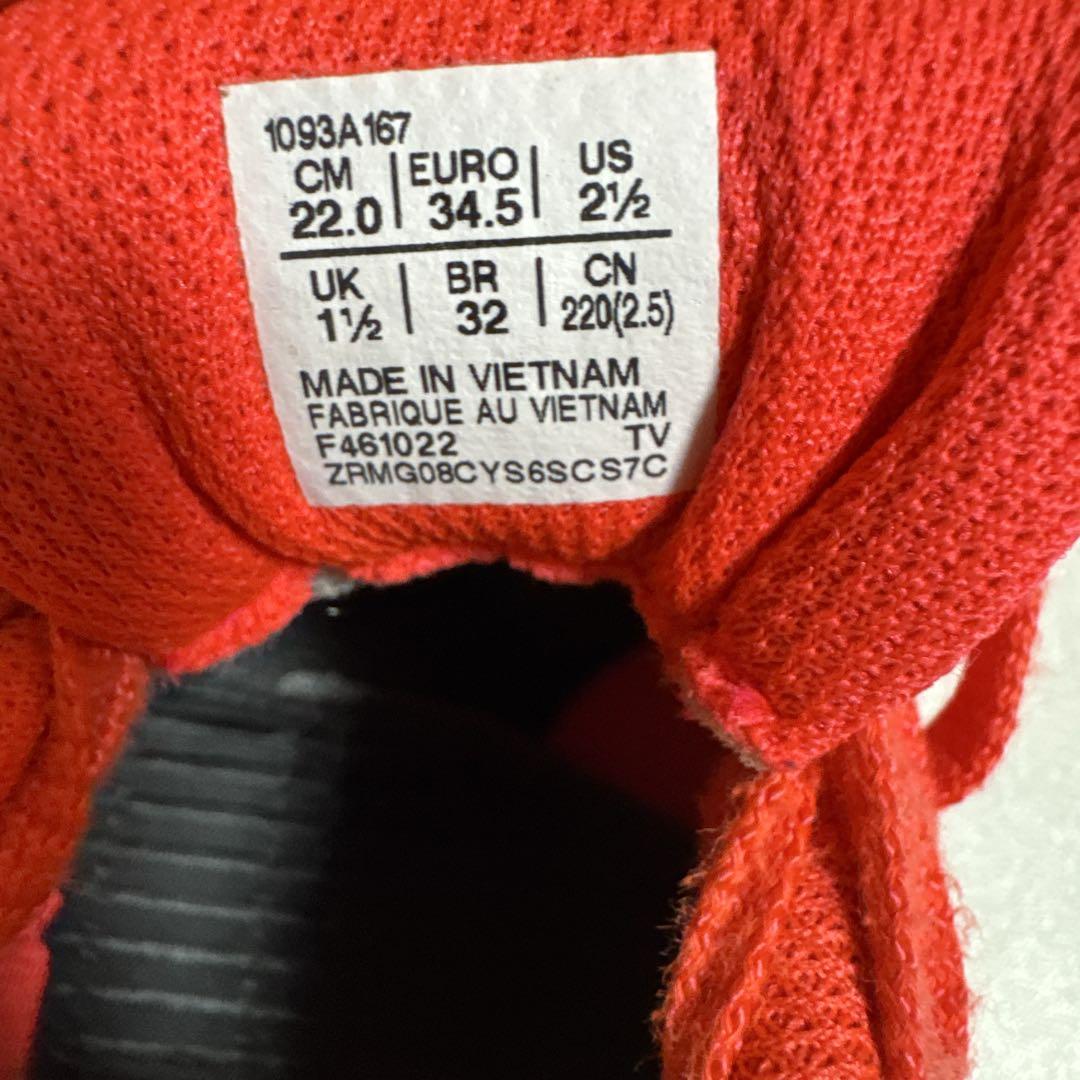 1093A167
CM | EURO | US
22.0 | 34.5 | 2½
UK | BR | CN
1½ | 32 | 220(2.5)
MADE IN VIETNAM
FABRIQUE AU VIETNAM
F461022 TV
ZRMG08CYS6SCS7C